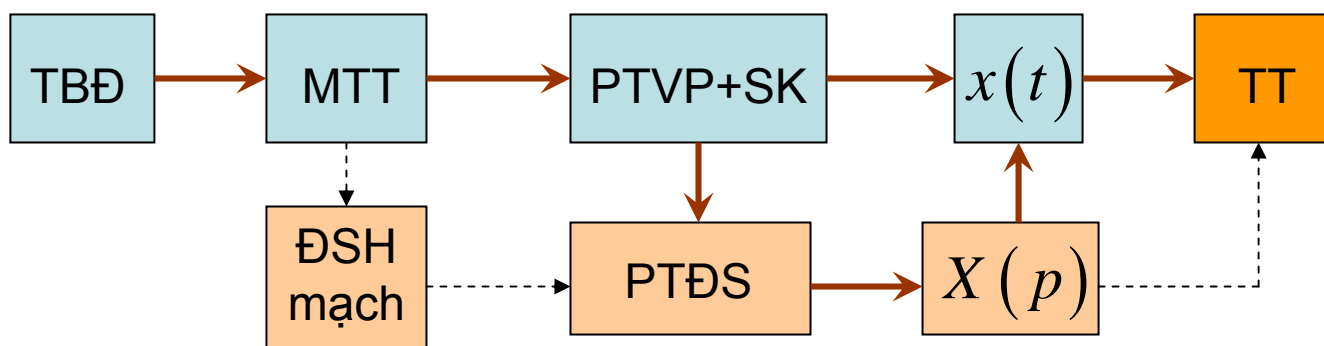 TBĐ
MTT
PTVP+SK
x(t)
TT
ĐSH
mạch
PTĐS
X(p)